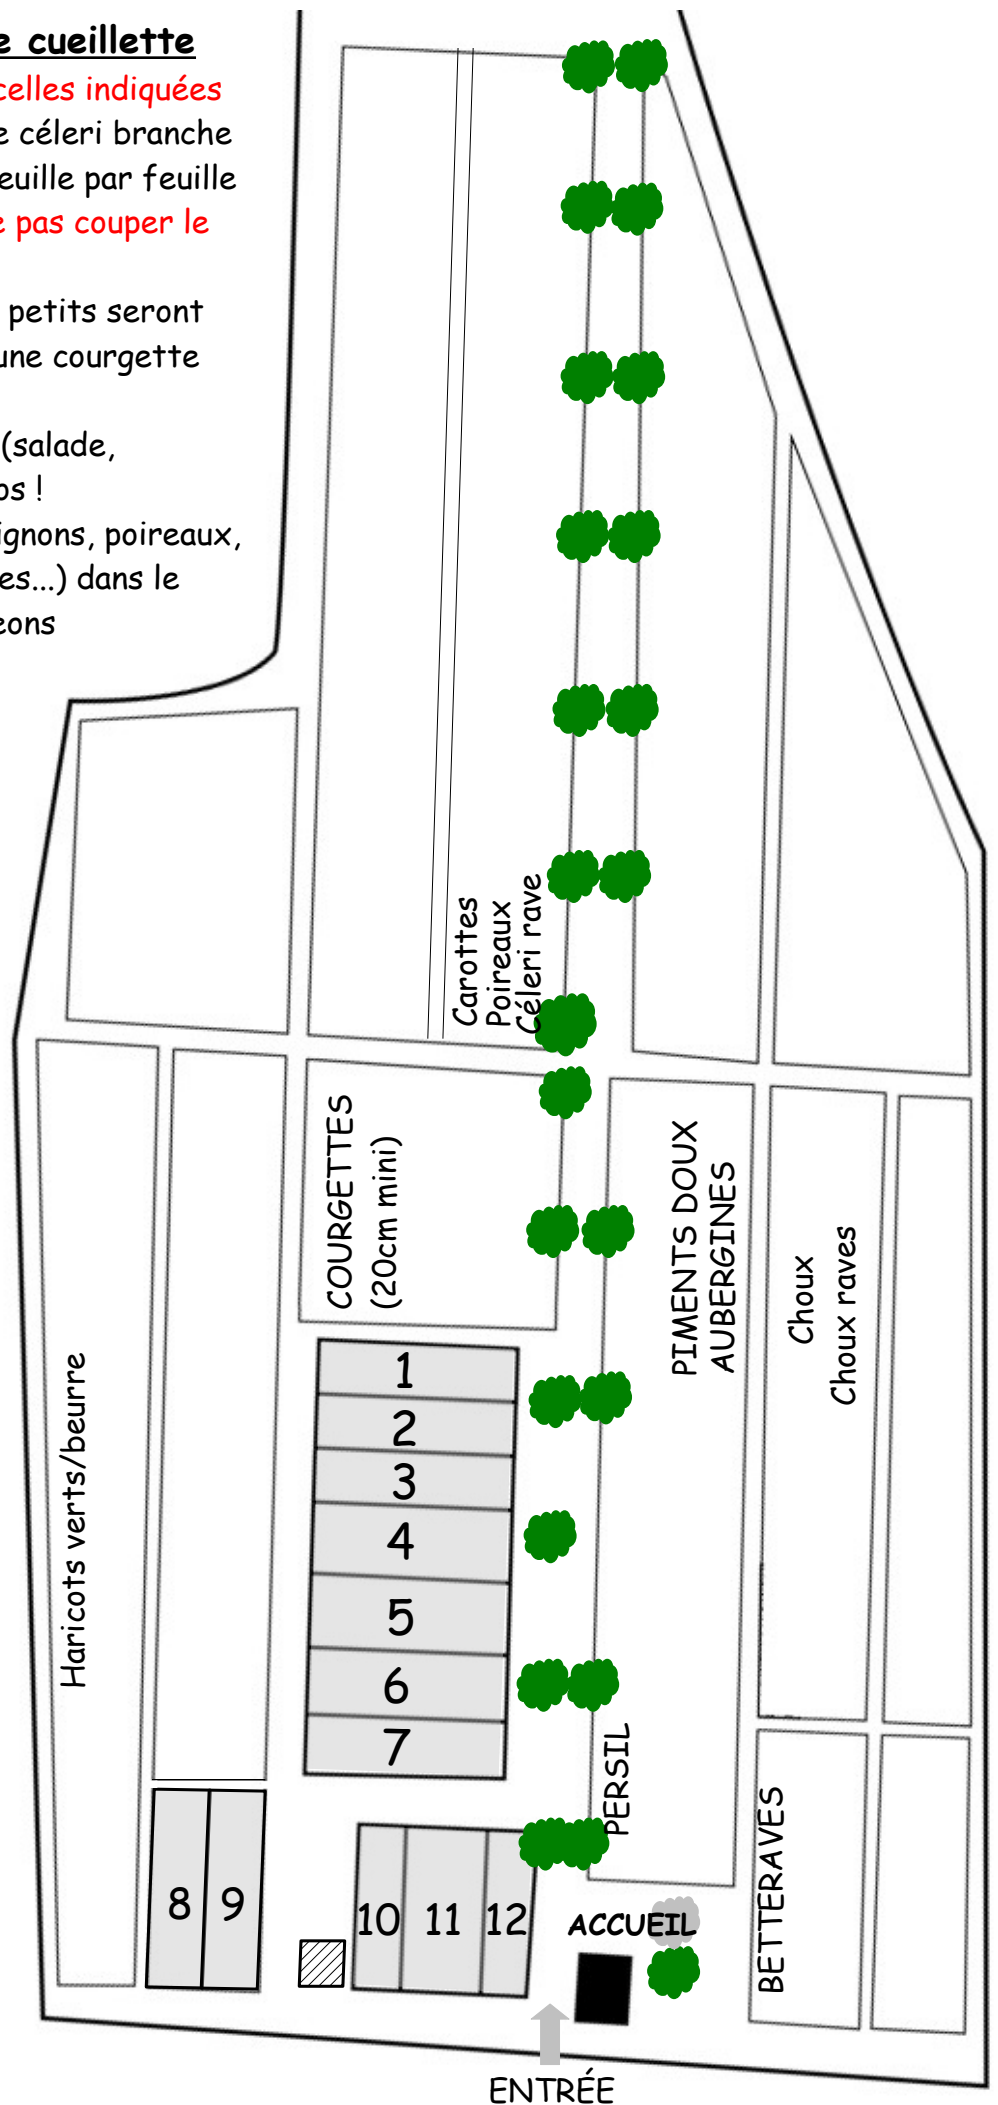 e cueillette
celles indiquées
e céleri branche
euille par feuille
e pas couper le
petits seront
une courgette
(salade,
os !
ignons, poireaux,
es...) dans le
eons
Carottes
Poireaux
Céleri rave
COURGETTES
(20cm mini)
PIMENTS DOUX
AUBERGINES
Choux
Choux raves
Haricots verts/beurre
1
2
3
4
5
6
7
PERSIL
BETTERAVES
8
9
10
11
12
ACCUEIL
ENTRÉE